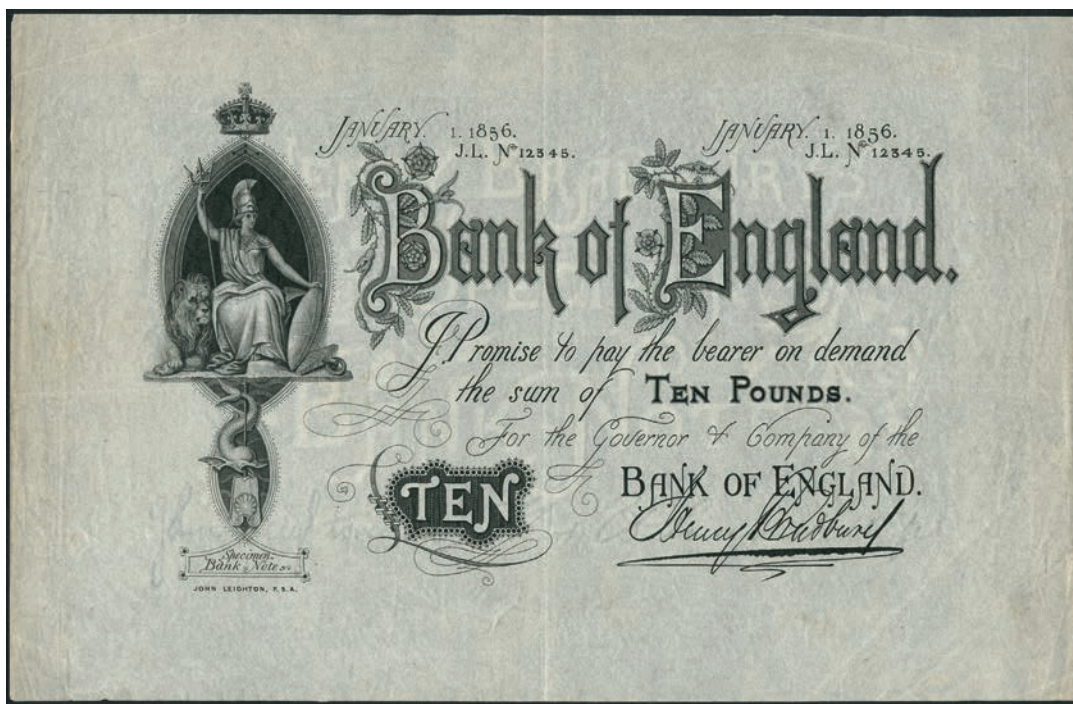 JANUARY. 1. 1856.
J.L. No 12345.
JANUARY. 1. 1856.
J.L. No 12345.
Bank of England.
I Promise to pay the bearer on demand
the sum of TEN POUNDS.
For the Governor & Company of the
BANK OF ENGLAND.
TEN
Henry Bradbury
Specimen
Bank Note
JOHN LEIGHTON, F.S.A.